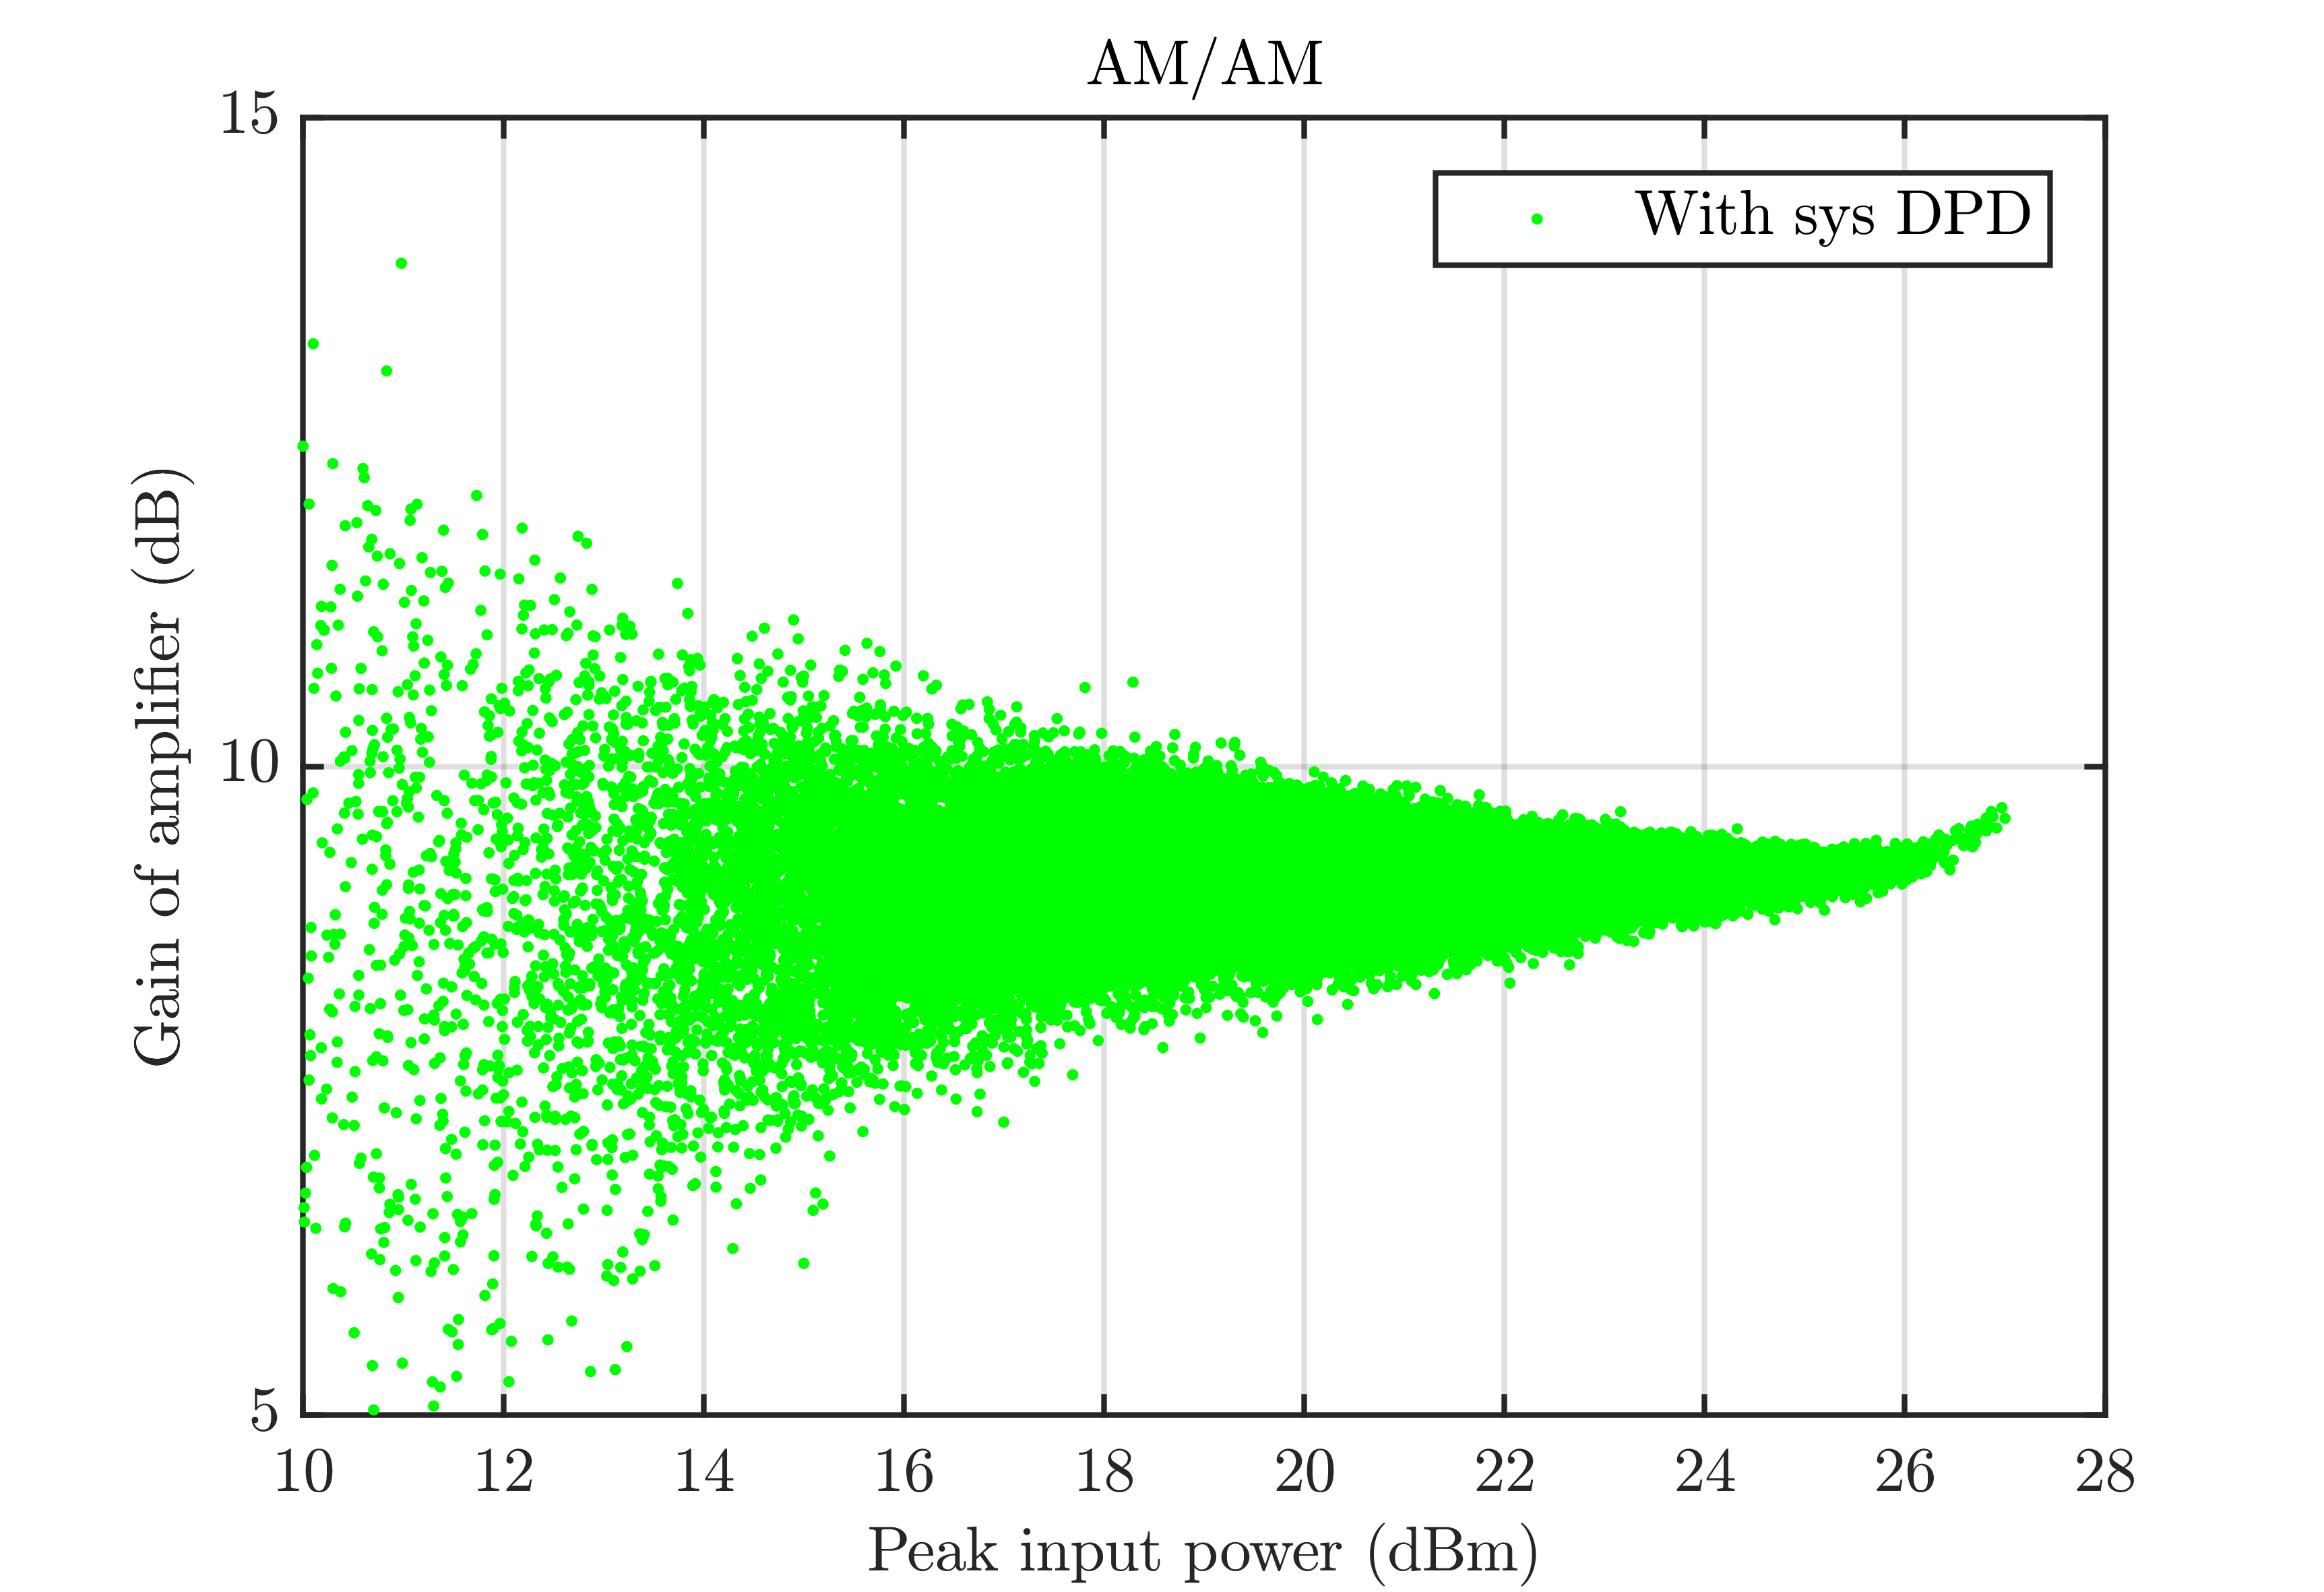 AM/AM
15
With sys DPD
Gain of amplifier (dB)
10
5
10 12 14 16 18 20 22 24 26 28
Peak input power (dBm)